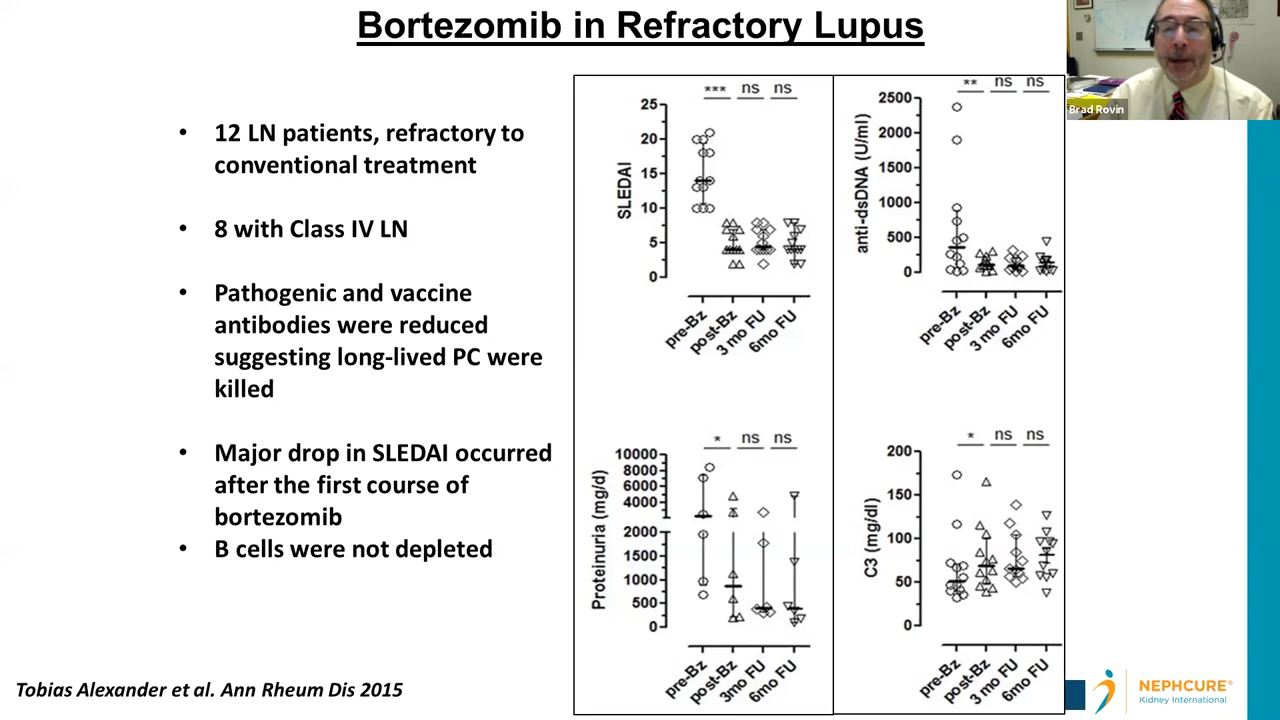 Bortezomib in Refractory Lupus
Brad Rovin
• 12 LN patients, refractory to
conventional treatment
• 8 with Class IV LN
• Pathogenic and vaccine
antibodies were reduced
suggesting long-lived PC were
killed
• Major drop in SLEDAI occurred
after the first course of
bortezomib
• B cells were not depleted
*** ns ns
SLEDAI
25
20
15
10
5
0
pre-Bz post-Bz 3 mo FU 6mo FU
** ns ns
anti-dsDNA (U/ml)
2500
2000
1500
1000
500
0
pre-Bz post-Bz 3 mo FU 6mo FU
* ns ns
Proteinuria (mg/d)
10000
8000
6000
4000
2000
1000
500
0
pre-Bz post-Bz 3mo FU 6mo FU
* ns ns
C3 (mg/dl)
200
150
100
50
0
pre-Bz post-Bz 3 mo FU 6mo FU
Tobias Alexander et al. Ann Rheum Dis 2015
NEPHCURE®
Kidney International